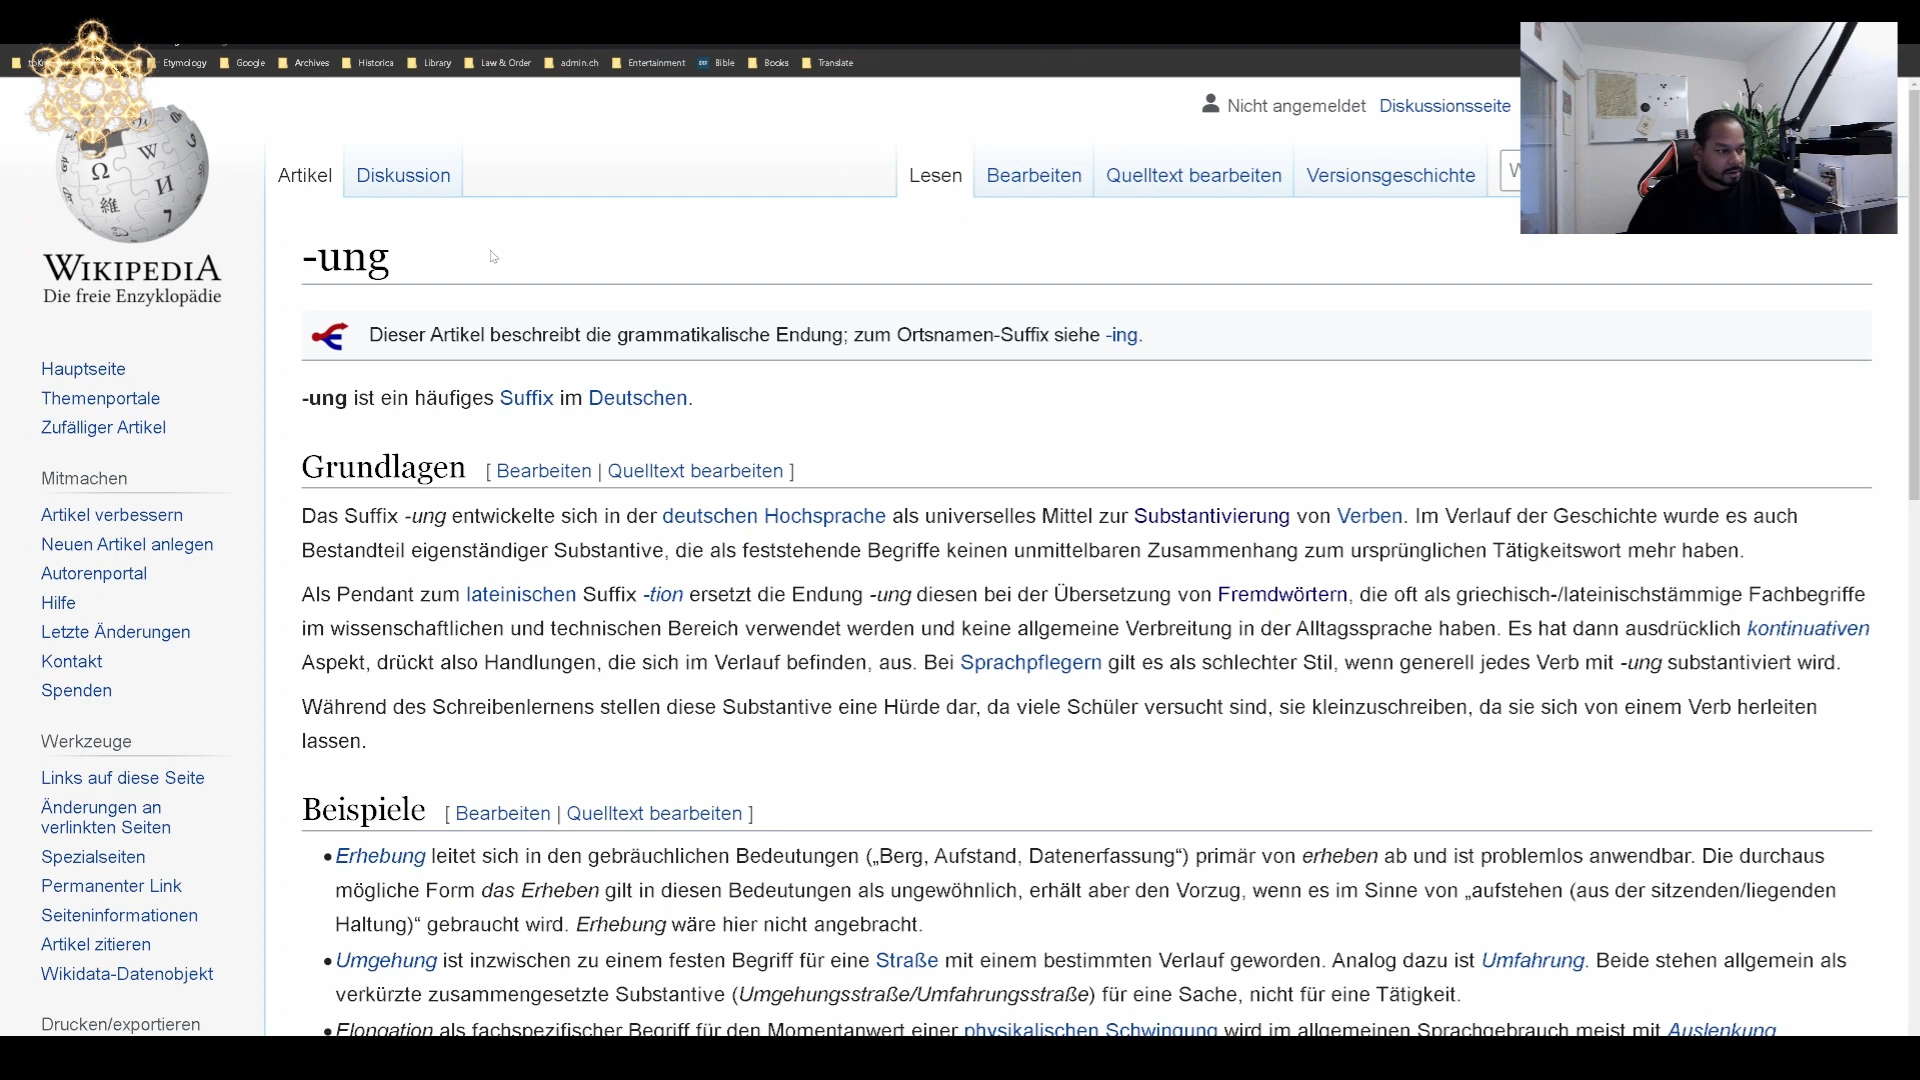 Etymology Google Archives Historica Library Law & Order admin.ch Entertainment Bible Books Translate
Nicht angemeldet Diskussionsseite
Artikel Diskussion Lesen Bearbeiten Quelltext bearbeiten Versionsgeschichte W
WIKIPEDIA
Die freie Enzyklopädie
Hauptseite
Themenportale
Zufälliger Artikel
Mitmachen
Artikel verbessern
Neuen Artikel anlegen
Autorenportal
Hilfe
Letzte Änderungen
Kontakt
Spenden
Werkzeuge
Links auf diese Seite
Änderungen an
verlinkten Seiten
Spezialseiten
Permanenter Link
Seiteninformationen
Artikel zitieren
Wikidata-Datenobjekt
Drucken/exportieren
-ung
Dieser Artikel beschreibt die grammatikalische Endung; zum Ortsnamen-Suffix siehe -ing.
-ung ist ein häufiges Suffix im Deutschen.
Grundlagen [ Bearbeiten | Quelltext bearbeiten ]
Das Suffix -ung entwickelte sich in der deutschen Hochsprache als universelles Mittel zur Substantivierung von Verben. Im Verlauf der Geschichte wurde es auch
Bestandteil eigenständiger Substantive, die als feststehende Begriffe keinen unmittelbaren Zusammenhang zum ursprünglichen Tätigkeitswort mehr haben.
Als Pendant zum lateinischen Suffix -tion ersetzt die Endung -ung diesen bei der Übersetzung von Fremdwörtern, die oft als griechisch-/lateinischstämmige Fachbegriffe
im wissenschaftlichen und technischen Bereich verwendet werden und keine allgemeine Verbreitung in der Alltagssprache haben. Es hat dann ausdrücklich kontinuativen
Aspekt, drückt also Handlungen, die sich im Verlauf befinden, aus. Bei Sprachpflegern gilt es als schlechter Stil, wenn generell jedes Verb mit -ung substantiviert wird.
Während des Schreibenlernens stellen diese Substantive eine Hürde dar, da viele Schüler versucht sind, sie kleinzuschreiben, da sie sich von einem Verb herleiten
lassen.
Beispiele [ Bearbeiten | Quelltext bearbeiten ]
• Erhebung leitet sich in den gebräuchlichen Bedeutungen („Berg, Aufstand, Datenerfassung“) primär von erheben ab und ist problemlos anwendbar. Die durchaus
mögliche Form das Erheben gilt in diesen Bedeutungen als ungewöhnlich, erhält aber den Vorzug, wenn es im Sinne von „aufstehen (aus der sitzenden/liegenden
Haltung)“ gebraucht wird. Erhebung wäre hier nicht angebracht.
• Umgehung ist inzwischen zu einem festen Begriff für eine Straße mit einem bestimmten Verlauf geworden. Analog dazu ist Umfahrung. Beide stehen allgemein als
verkürzte zusammengesetzte Substantive (Umgehungsstraße/Umfahrungsstraße) für eine Sache, nicht für eine Tätigkeit.
• Elongation als fachspezifischer Begriff für den Momentanwert einer physikalischen Schwingung wird im allgemeinen Sprachgebrauch meist mit Auslenkung